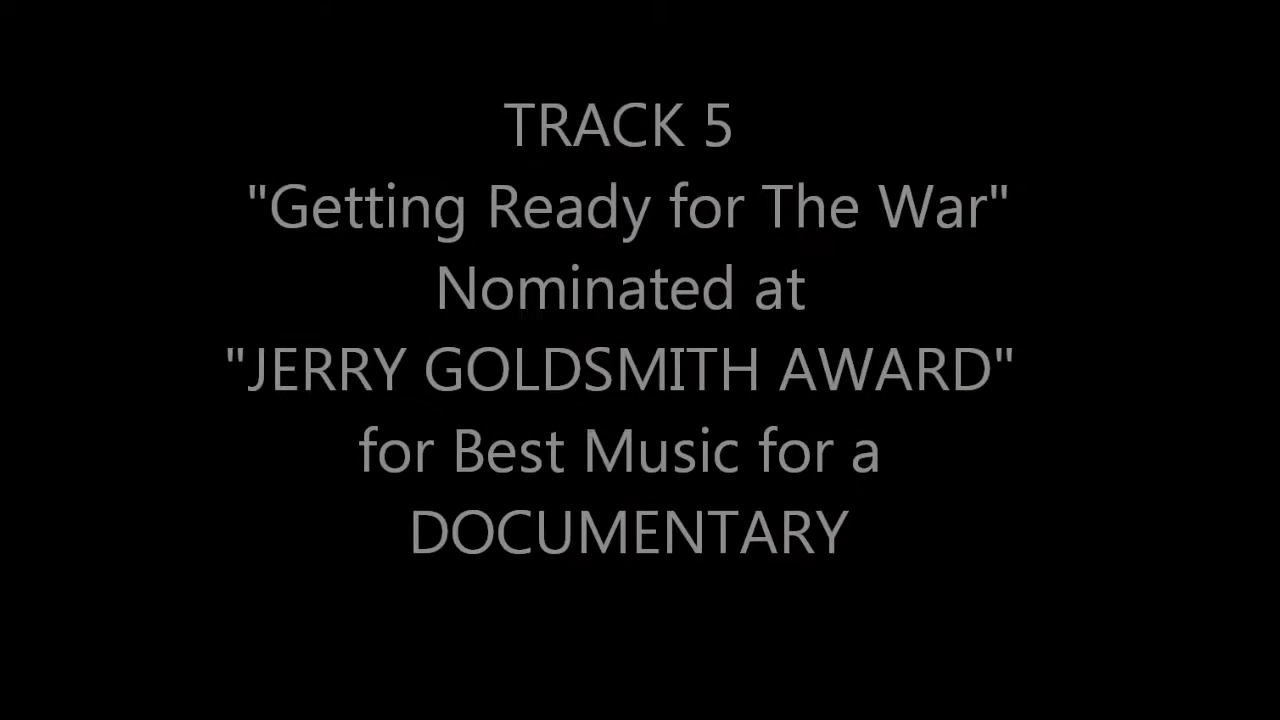 TRACK 5
"Getting Ready for The War"
Nominated at
"JERRY GOLDSMITH AWARD"
for Best Music for a
DOCUMENTARY